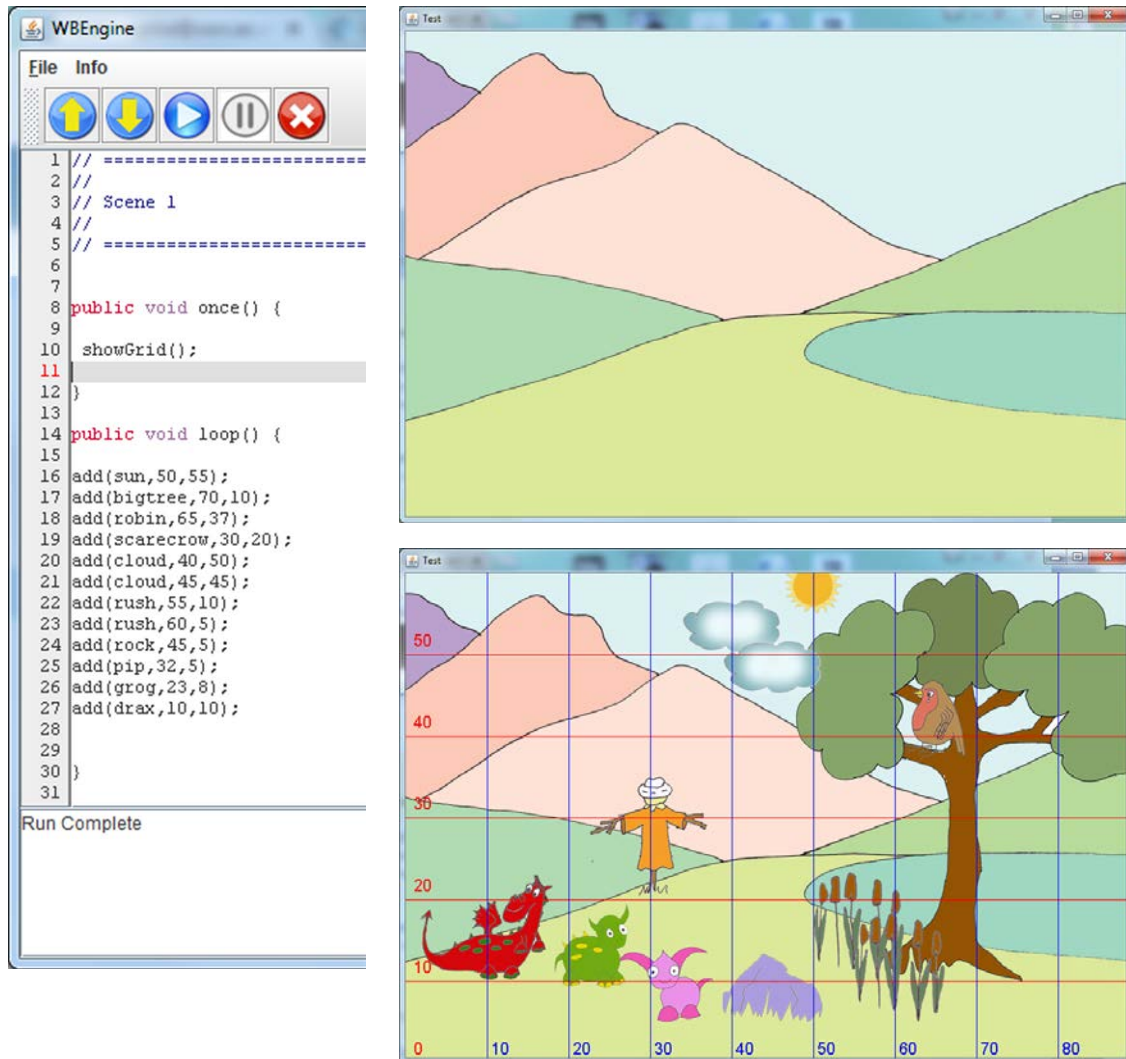 WBEngine
File Info
1 // =========================
2 //
3 // Scene 1
4 //
5 // =========================
6
7
8 public void once() {
9
10 showGrid();
11
12 }
13
14 public void loop() {
15
16 add(sun,50,55);
17 add(bigtree,70,10);
18 add(robin,65,37);
19 add(scarecrow,30,20);
20 add(cloud,40,50);
21 add(cloud,45,45);
22 add(rush,55,10);
23 add(rush,60,5);
24 add(rock,45,5);
25 add(pip,32,5);
26 add(grog,23,8);
27 add(drax,10,10);
28
29
30 }
31
Run Complete
Test
Test
50
40
30
20
10
0 10 20 30 40 50 60 70 80